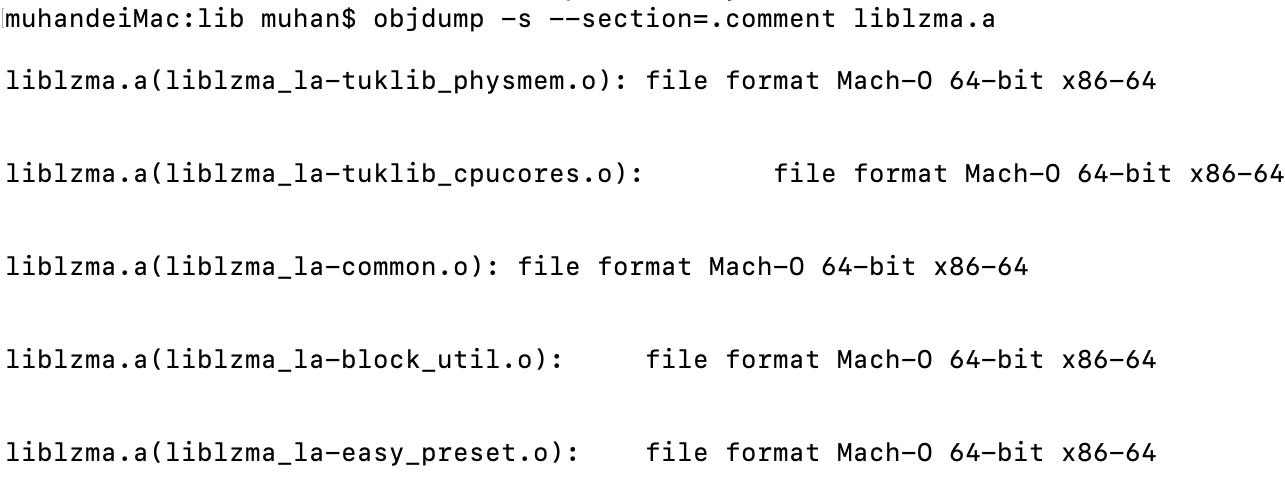 muhandeiMac:lib muhan$ objdump -s --section=.comment liblzma.a
liblzma.a(liblzma_la-tuklib_physmem.o): file format Mach-O 64-bit x86-64
liblzma.a(liblzma_la-tuklib_cpucores.o):        file format Mach-O 64-bit x86-64
liblzma.a(liblzma_la-common.o): file format Mach-O 64-bit x86-64
liblzma.a(liblzma_la-block_util.o):     file format Mach-O 64-bit x86-64
liblzma.a(liblzma_la-easy_preset.o):    file format Mach-O 64-bit x86-64